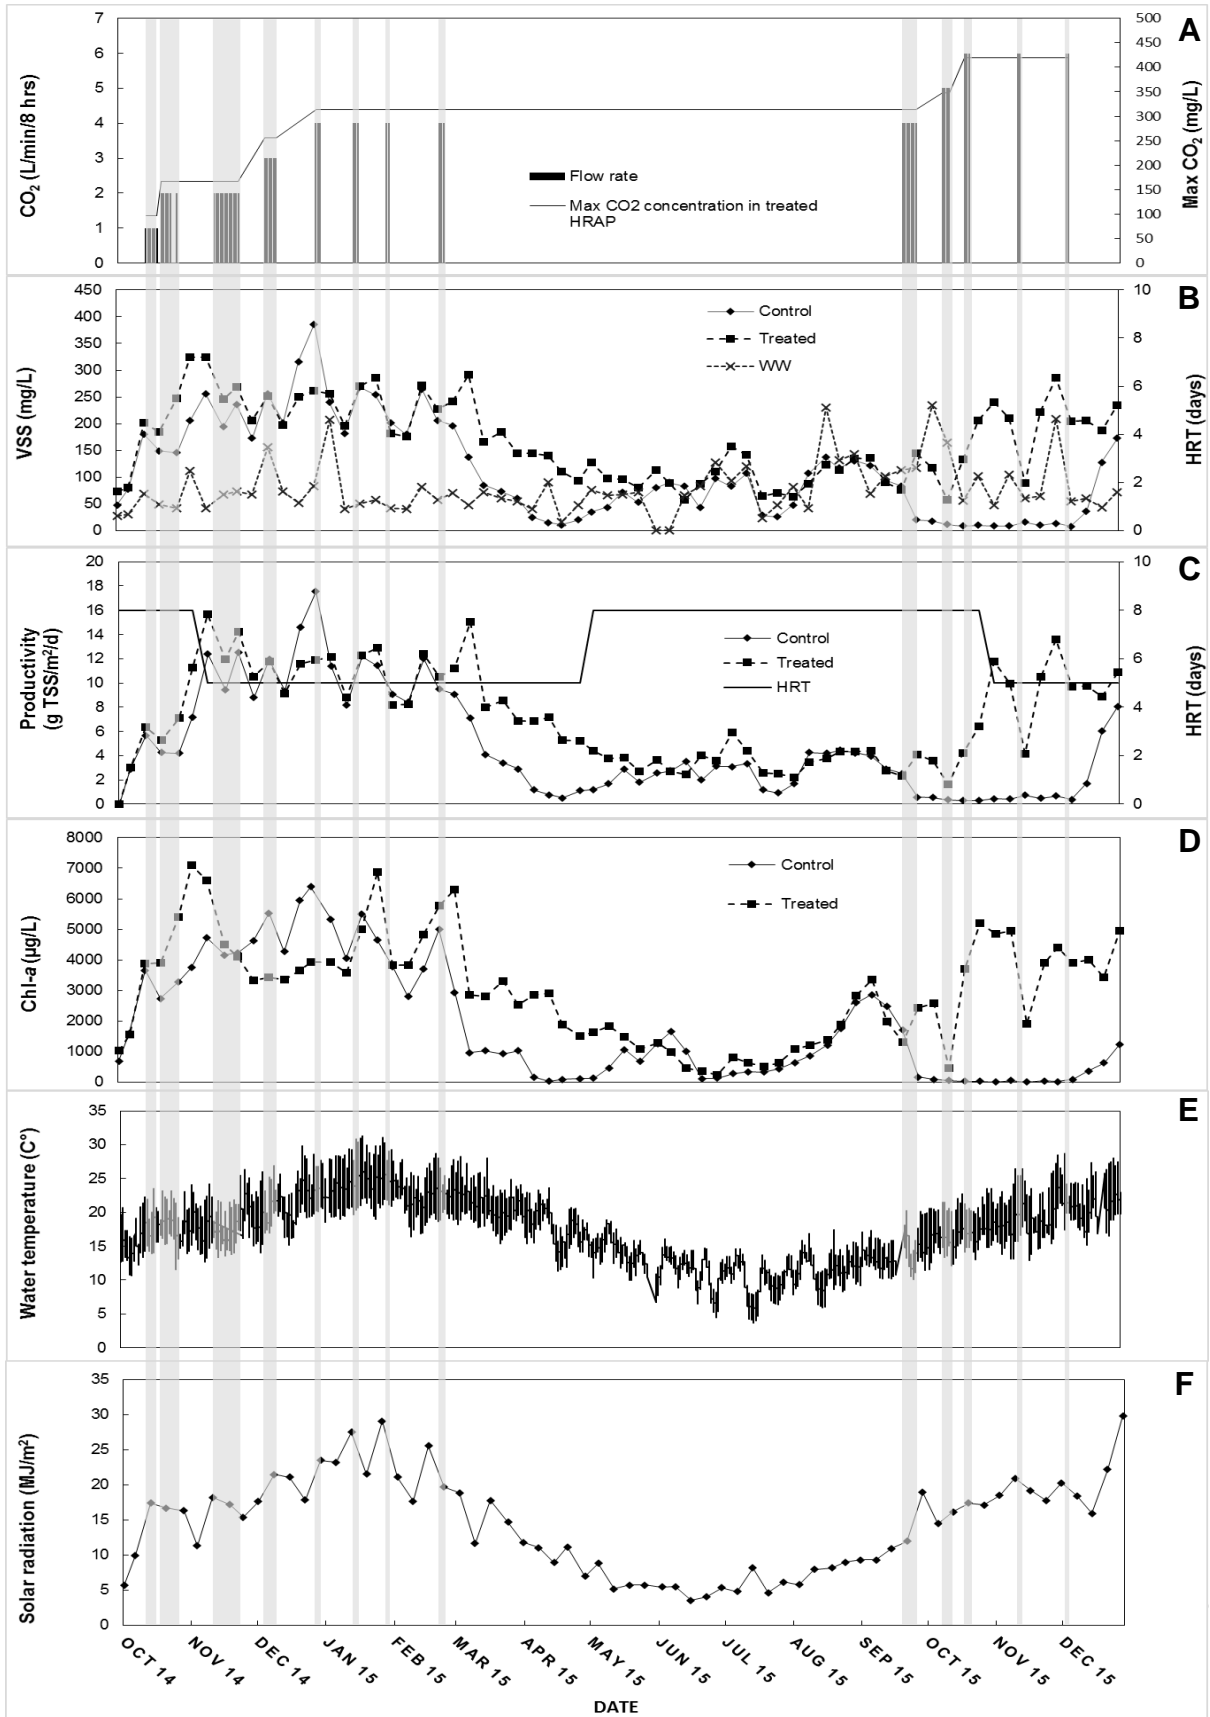 A
CO2 (L/min/8 hrs)
7
6
5
4
3
2
1
0
Flow rate
Max CO2 concentration in treated
HRAP
500
450
400
350
300
250
200
150
100
50
0
Max CO2 (mg/L)
B
VSS (mg/L)
450
400
350
300
250
200
150
100
50
0
Control
Treated
WW
10
8
6
4
2
0
HRT (days)
C
Productivity
(g TSS/m²/d)
20
18
16
14
12
10
8
6
4
2
0
Control
Treated
HRT
10
8
6
4
2
0
HRT (days)
D
Chl-a (µg/L)
8000
7000
6000
5000
4000
3000
2000
1000
0
Control
Treated
E
Water temperature (C°)
35
30
25
20
15
10
5
0
F
Solar radiation (MJ/m²)
35
30
25
20
15
10
5
0
OCT 14
NOV 14
DEC 14
JAN 15
FEB 15
MAR 15
APR 15
MAY 15
JUN 15
JUL 15
AUG 15
SEP 15
OCT 15
NOV 15
DEC 15
DATE